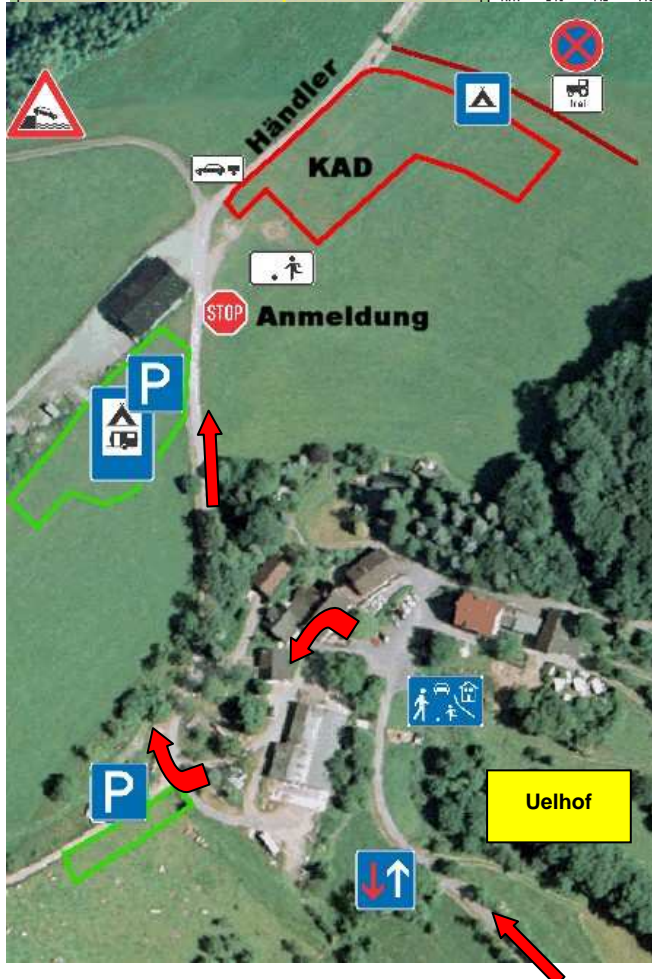 Händler
frei
KAD
STOP
Anmeldung
P
P
Uelhof